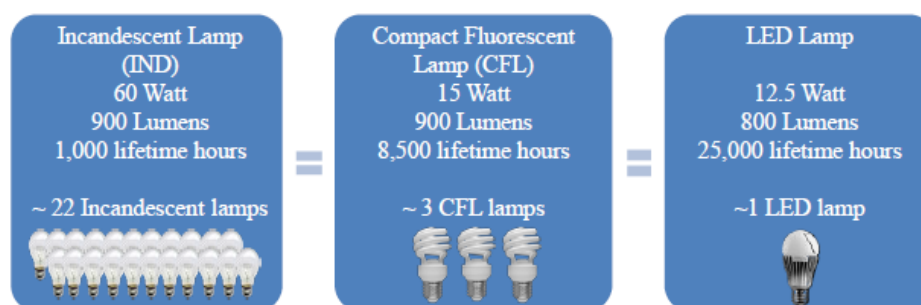 Incandescent Lamp
(IND)
60 Watt
900 Lumens
1,000 lifetime hours
~ 22 Incandescent lamps
=
Compact Fluorescent
Lamp (CFL)
15 Watt
900 Lumens
8,500 lifetime hours
~ 3 CFL lamps
=
LED Lamp
12.5 Watt
800 Lumens
25,000 lifetime hours
~1 LED lamp